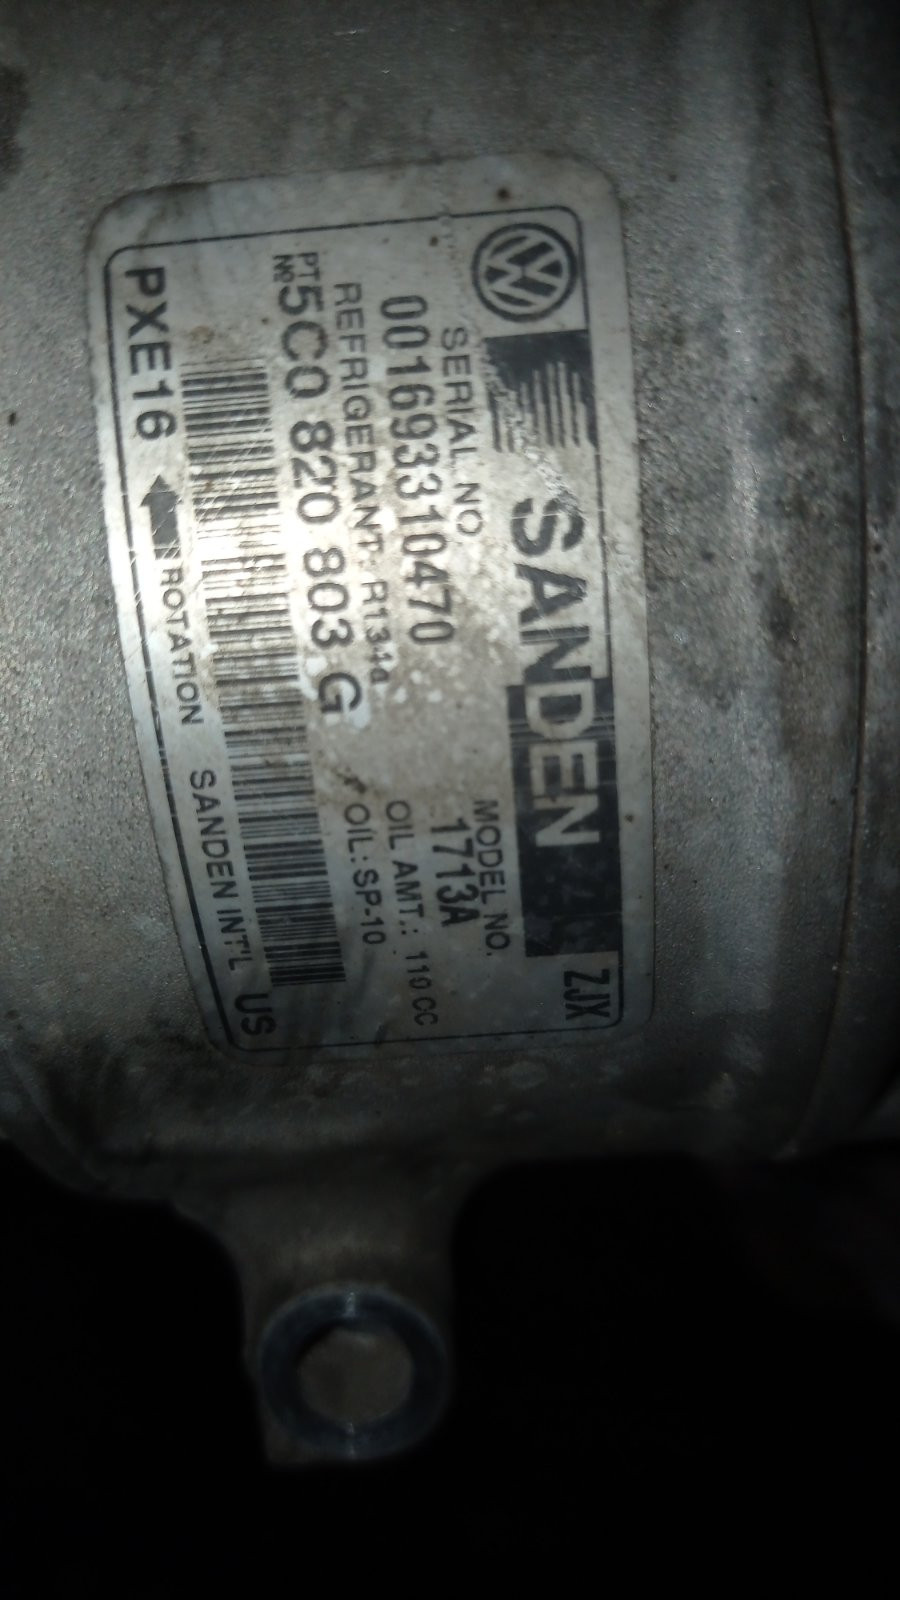 SANDEN ZJX
SERIAL NO. MODEL NO.
001693310470 1713A
REFRIGERANT: R134a OIL AMT.: 110 CC
PT NO 5C0 820 803 G OIL: SP-10
PXE16 ROTATION SANDEN INT'L US